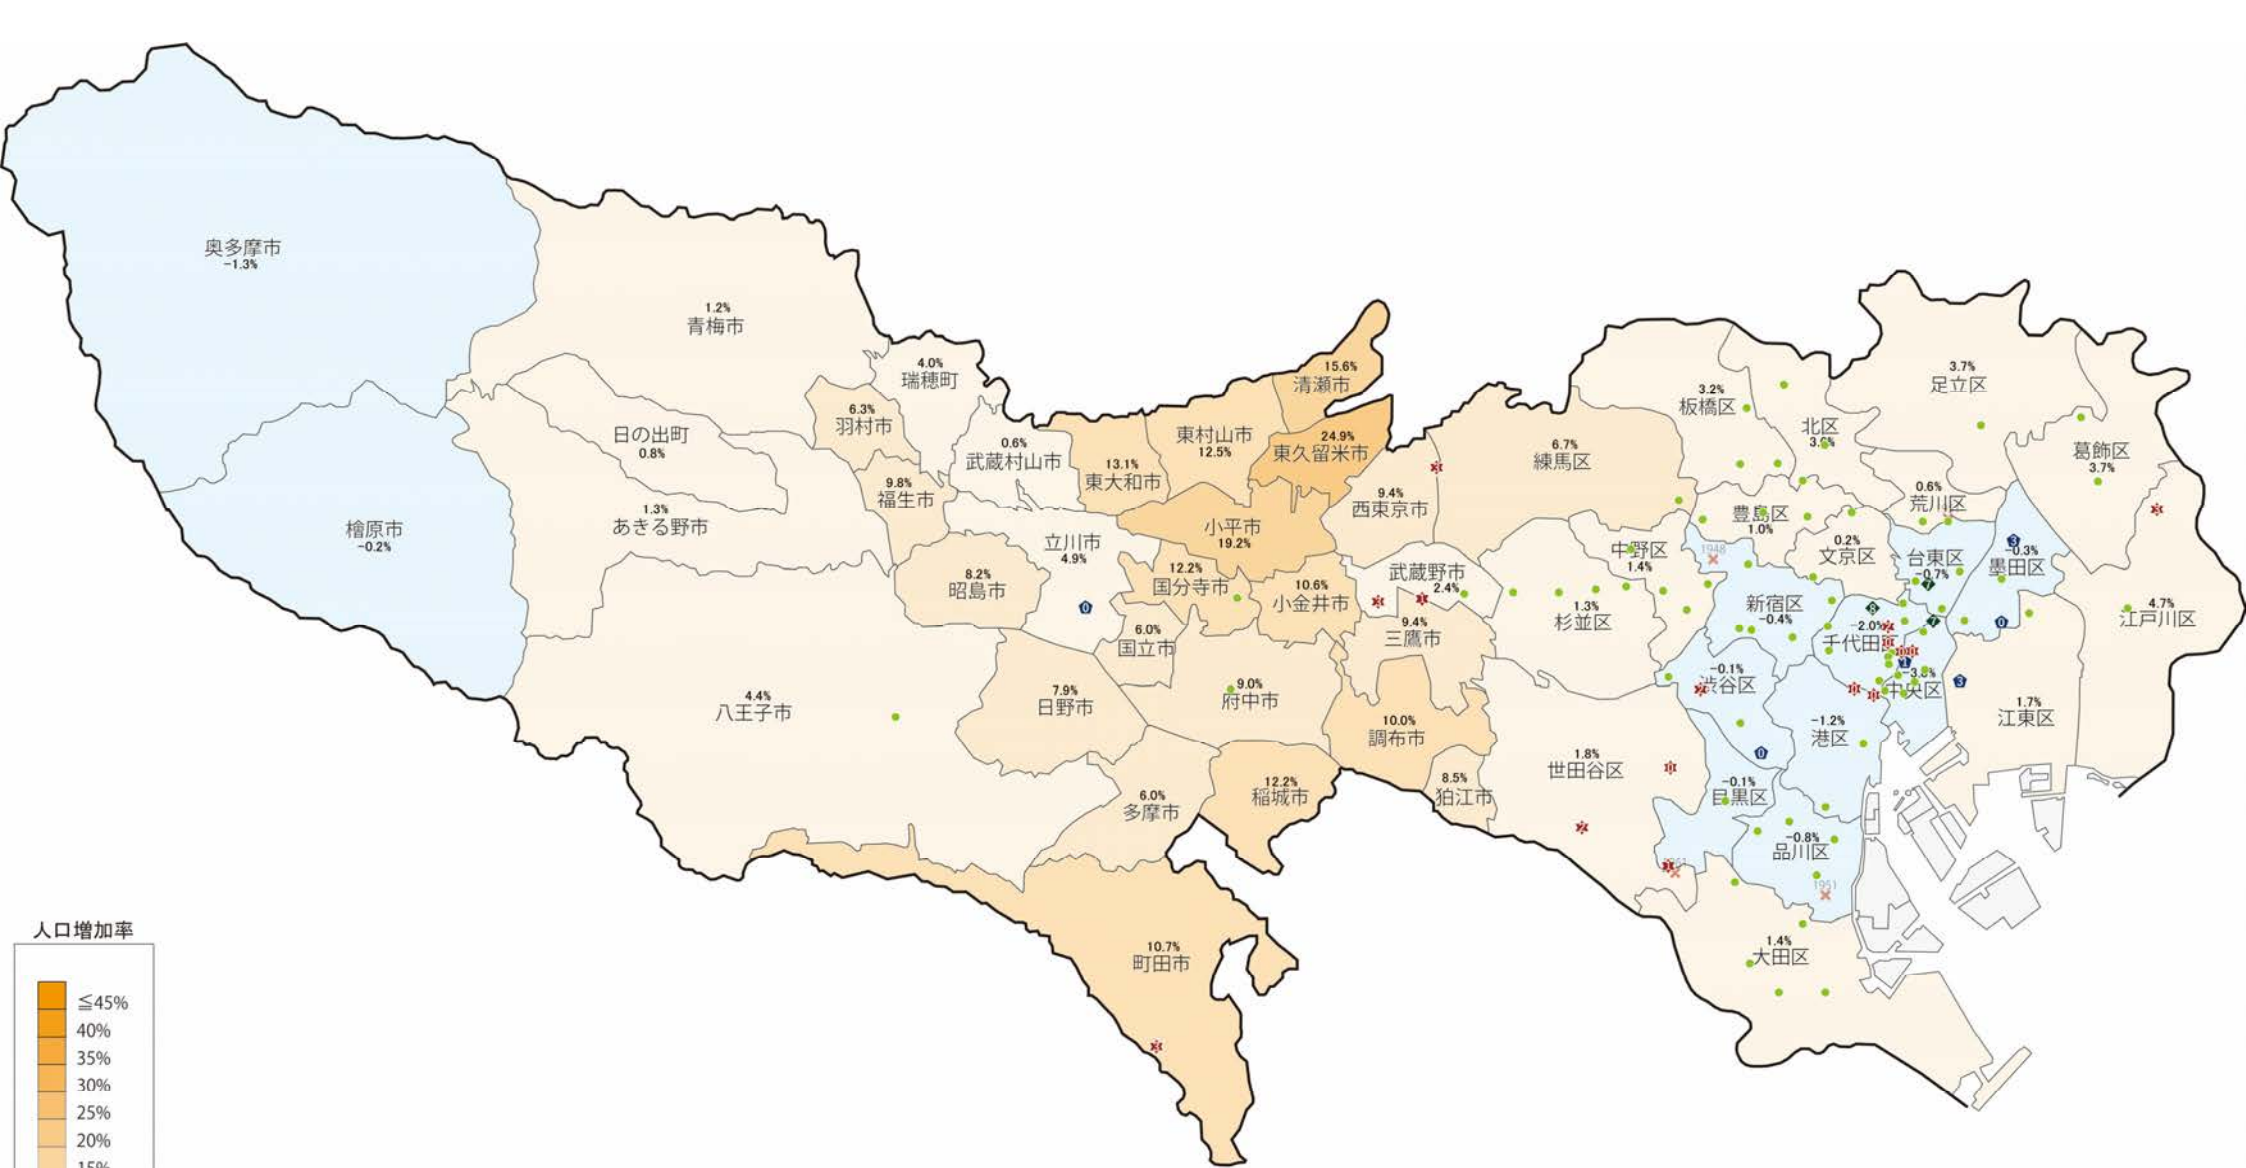 奥多摩市
-1.3%
檜原市
-0.2%
1.2%
青梅市
日の出町
0.8%
1.3%
あきる野市
6.3%
羽村市
4.0%
瑞穂町
0.6%
武蔵村山市
9.8%
福生市
8.2%
昭島市
立川市
4.9%
0
13.1%
東大和市
東村山市
12.5%
15.6%
清瀬市
24.9%
東久留米市
小平市
19.2%
12.2%
国分寺市
10.6%
小金井市
6.0%
国立市
4.4%
八王子市
7.9%
日野市
9.0%
府中市
6.0%
多摩市
12.2%
稲城市
10.7%
町田市
9.4%
西東京市
武蔵野市
2.4%
9.4%
三鷹市
10.0%
調布市
8.5%
狛江市
6.7%
練馬区
3.2%
板橋区
北区
3.7%
足立区
葛飾区
3.7%
4.7%
江戸川区
0.6%
荒川区
豊島区
1.0%
0.2%
文京区
中野区
1.4%
1.3%
杉並区
1948
新宿区
-0.4%
台東区
-0.7%
7
3
-0.3%
墨田区
0
8
-2.0%
千代田区
7
1
中央区
3
1.7%
江東区
-0.1%
渋谷区
0
-1.2%
港区
1.8%
世田谷区
-0.1%
目黒区
-0.8%
品川区
1951
1.4%
大田区
人口増加率
≦45%
40%
35%
30%
25%
20%
15%